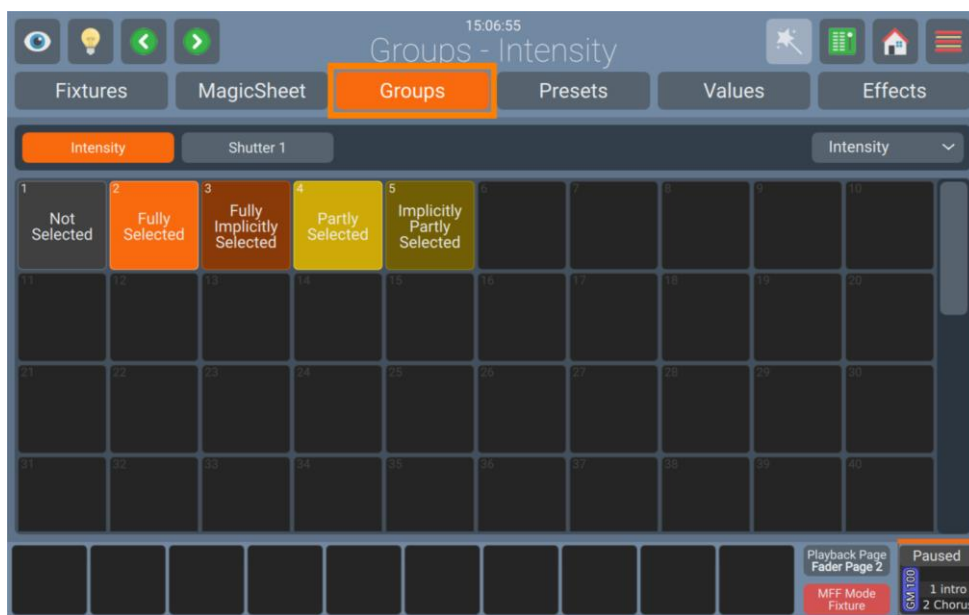 15:06:55
Groups - Intensity
Fixtures
MagicSheet
Groups
Presets
Values
Effects
Intensity
Shutter 1
Intensity
1
Not
Selected
2
Fully
Selected
3
Fully
Implicitly
Selected
4
Partly
Selected
5
Implicitly
Partly
Selected
6
7
8
9
10
11
12
13
14
15
16
17
18
19
20
21
22
23
24
25
26
27
28
29
30
31
32
33
34
35
36
37
38
39
40
Playback Page
Fader Page 2
MFF Mode
Fixture
Paused
GM:100
1 intro
2 Choru